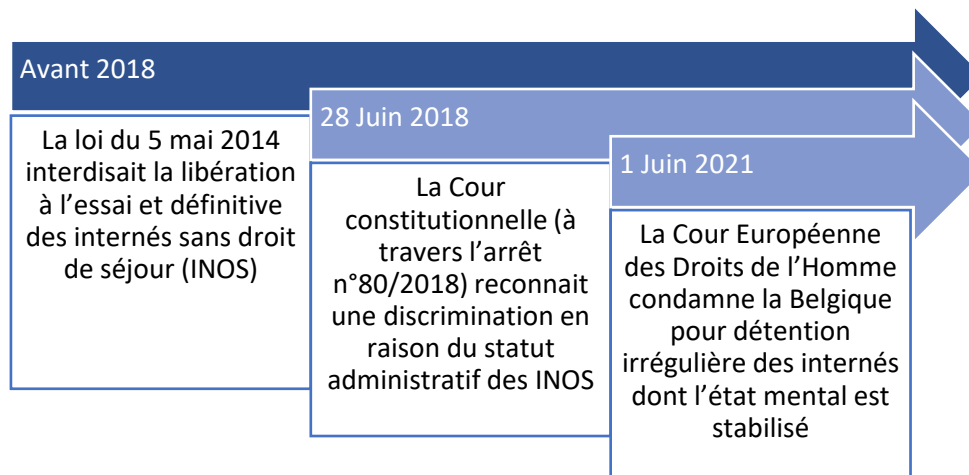 Avant 2018
La loi du 5 mai 2014
interdisait la libération
à l’essai et définitive
des internés sans droit
de séjour (INOS)
28 Juin 2018
La Cour
constitutionnelle (à
travers l’arrêt
n°80/2018) reconnait
une discrimination en
raison du statut
administratif des INOS
1 Juin 2021
La Cour Européenne
des Droits de l’Homme
condamne la Belgique
pour détention
irrégulière des internés
dont l’état mental est
stabilisé